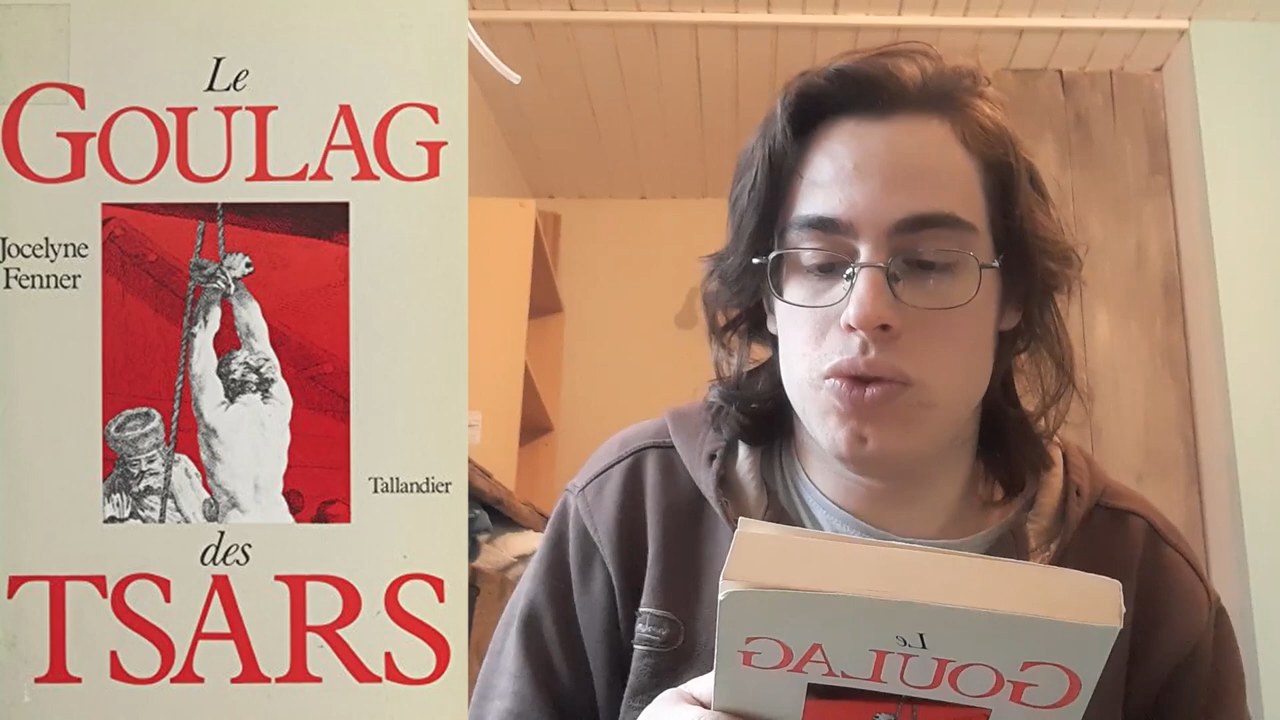 Le
GOULAG
Jocelyne
Fenner
Tallandier
des
TSARS
Le
GOULAG